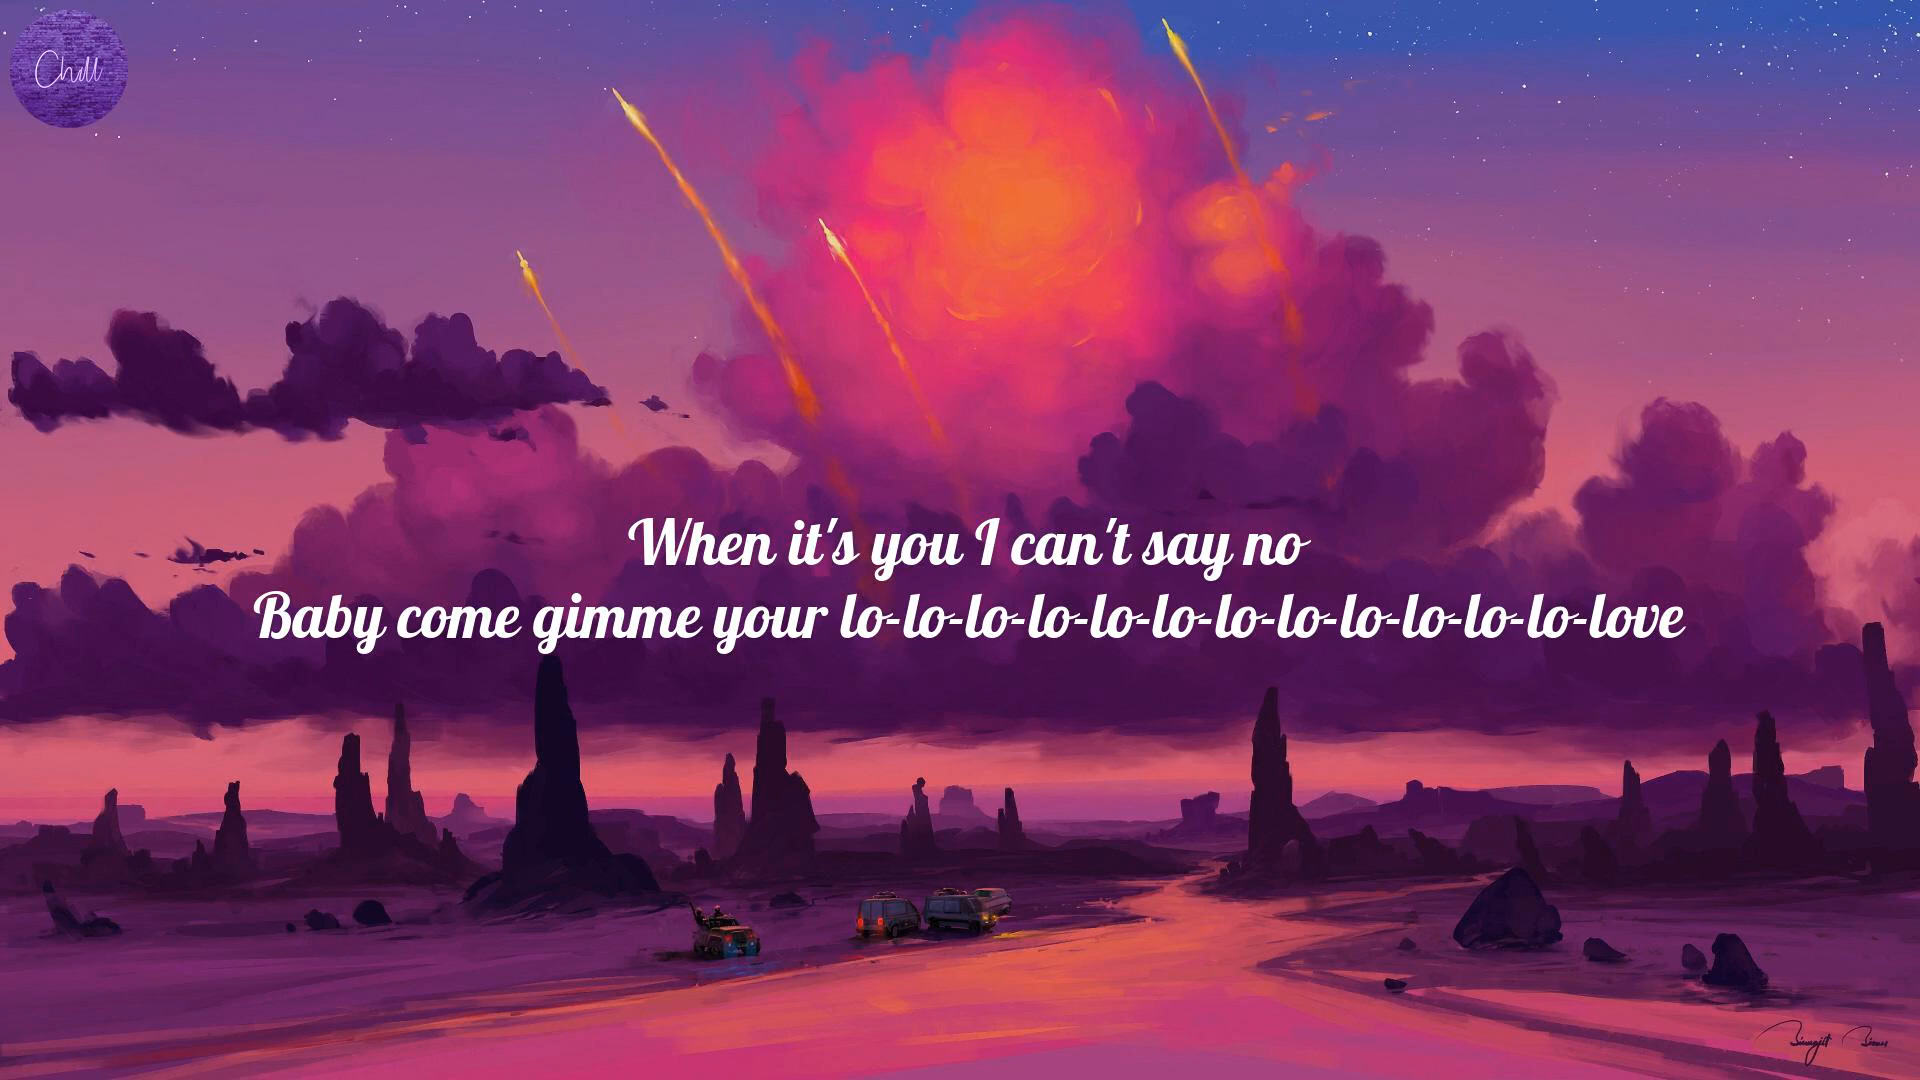 Chill
When it's you I can't say no
Baby come gimme your lo-lo-lo-lo-lo-lo-lo-lo-lo-lo-lo-lo-love